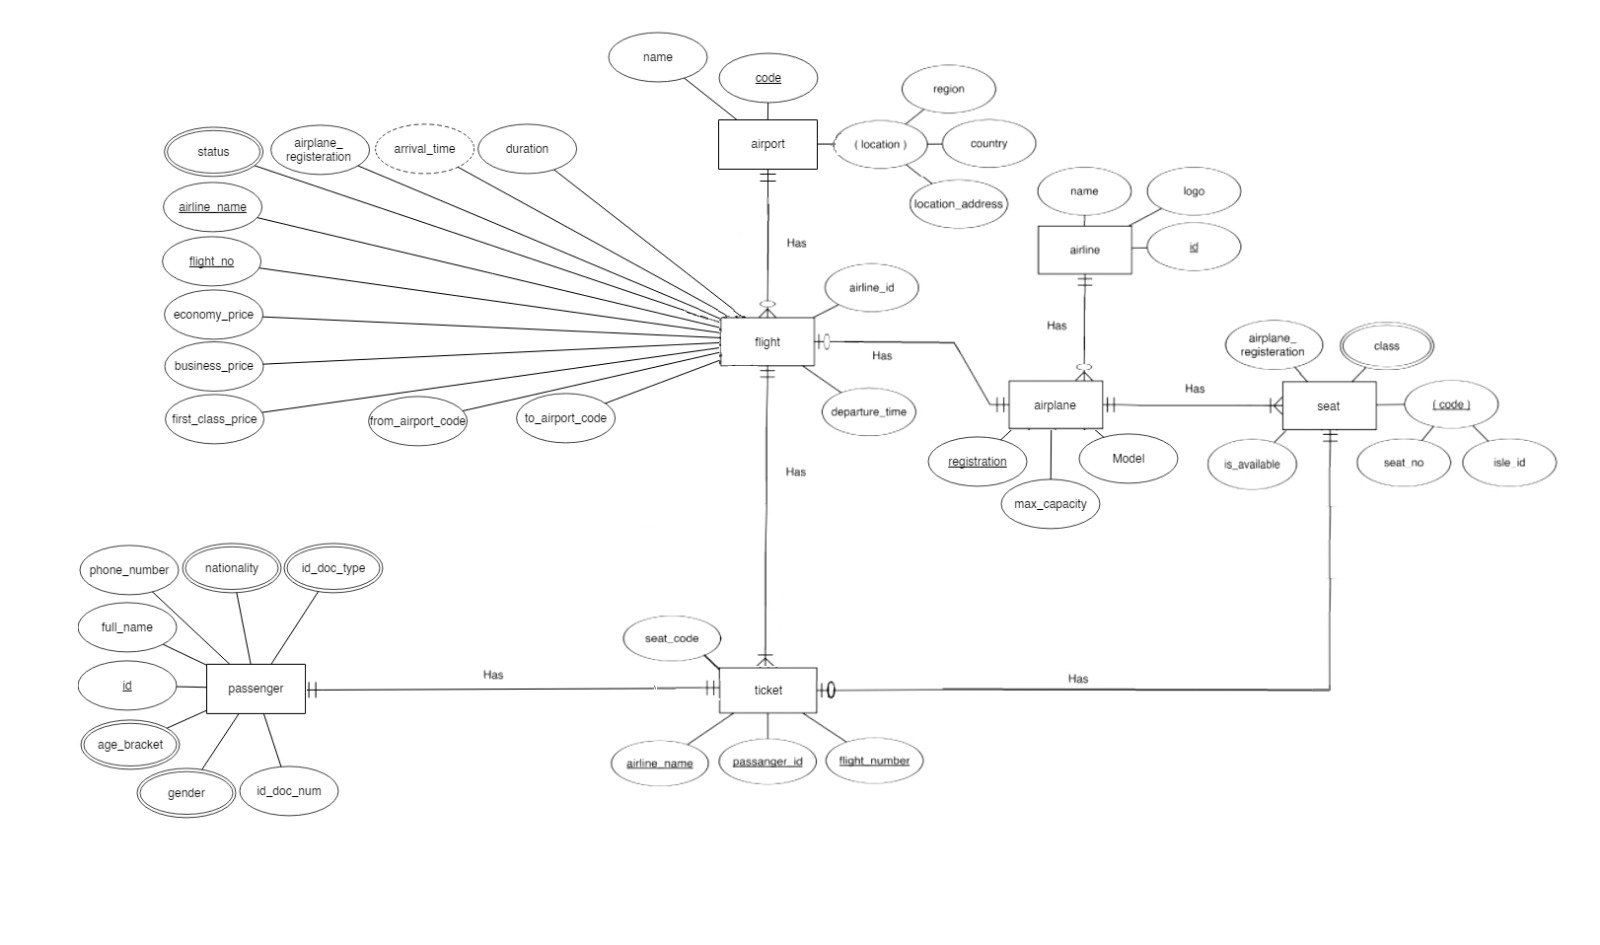 name
code
region
airport
( location )
country
location_address
status
airplane_
registeration
arrival_time
duration
airline_name
flight_no
economy_price
business_price
first_class_price
from_airport_code
to_airport_code
Has
name
logo
airline
id
airline_id
flight
Has
departure_time
Has
airplane_
registeration
class
airplane
Has
seat
( code )
registration
Model
max_capacity
is_available
seat_no
isle_id
Has
phone_number
nationality
id_doc_type
full_name
id
passenger
age_bracket
gender
id_doc_num
Has
seat_code
ticket
Has
airline_name
passanger_id
flight_number